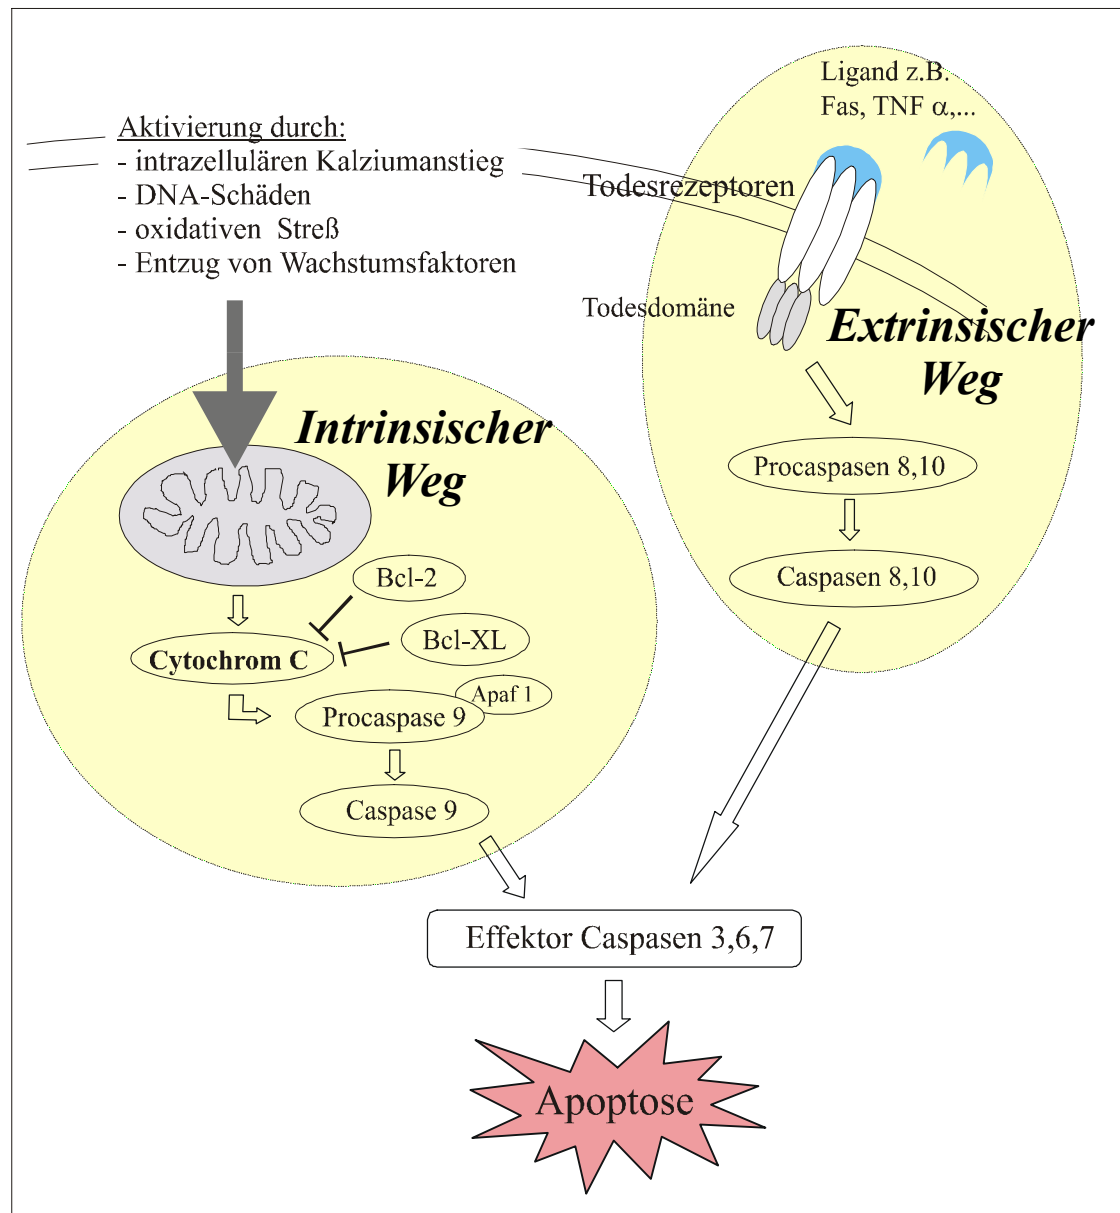 Aktivierung durch:
- intrazellulären Kalziumanstieg
- DNA-Schäden
- oxidativen Streß
- Entzug von Wachstumsfaktoren
Ligand z.B.
Fas, TNF α,...
Todesrezeptoren
Todesdomäne
Extrinsischer
Weg
Procaspasen 8,10
Caspasen 8,10
Intrinsischer
Weg
Bcl-2
Bcl-XL
Cytochrom C
Apaf 1
Procaspase 9
Caspase 9
Effektor Caspasen 3,6,7
Apoptose